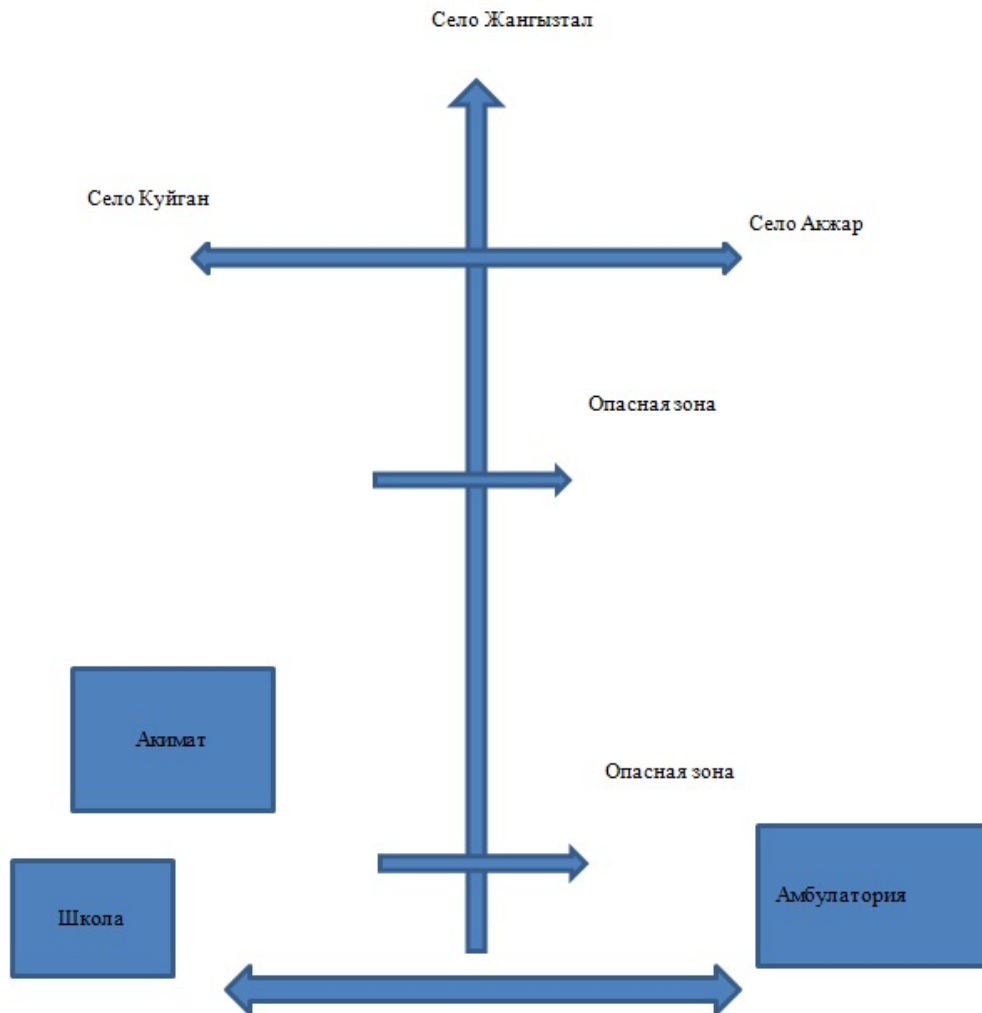 Село Жангызтал
Село Куйган
Село Акжар
Опасная зона
Акимат
Опасная зона
Школа
Амбулатория